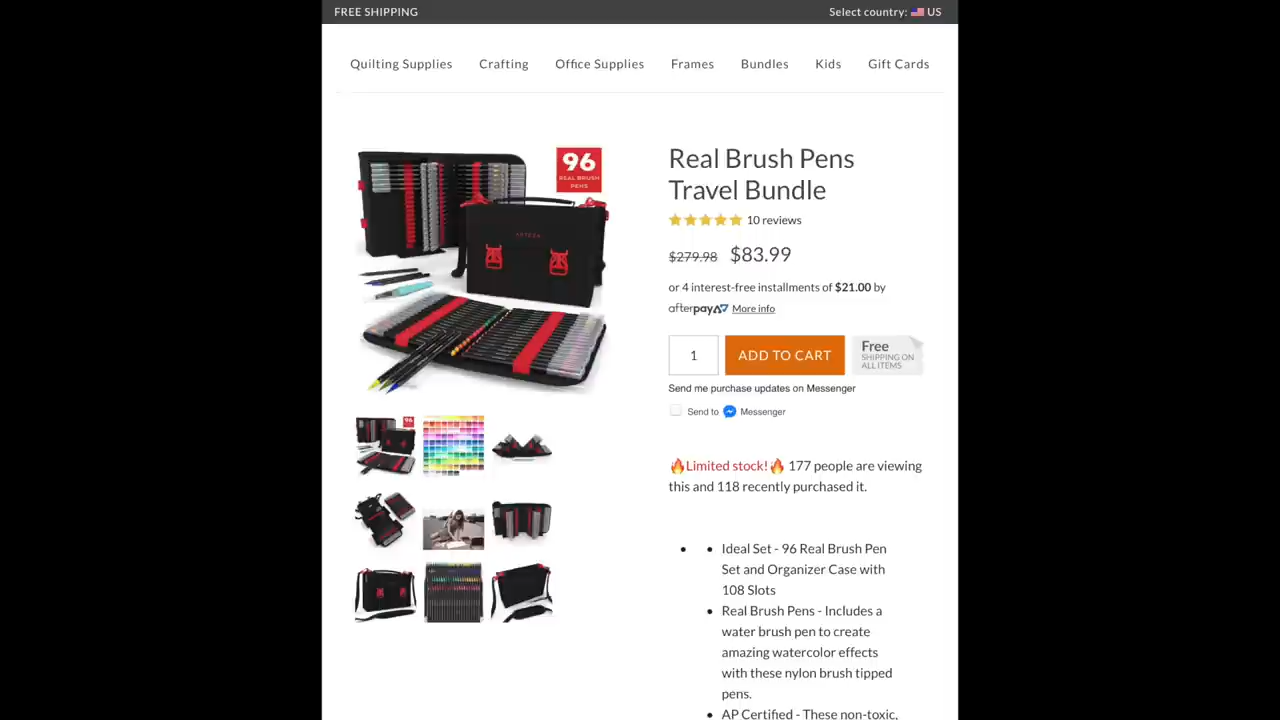 FREE SHIPPING
Select country: US
Quilting Supplies Crafting Office Supplies Frames Bundles Kids Gift Cards
96
REAL BRUSH
PENS
ARTEZA
Real Brush Pens
Travel Bundle
10 reviews
$279.98 $83.99
or 4 interest-free installments of $21.00 by
afterpay More info
1 ADD TO CART
Free
SHIPPING ON
ALL ITEMS
Send me purchase updates on Messenger
Send to Messenger
96
🔥Limited stock!🔥 177 people are viewing
this and 118 recently purchased it.
• • Ideal Set - 96 Real Brush Pen
Set and Organizer Case with
108 Slots
• Real Brush Pens - Includes a
water brush pen to create
amazing watercolor effects
with these nylon brush tipped
pens.
• AP Certified - These non-toxic,